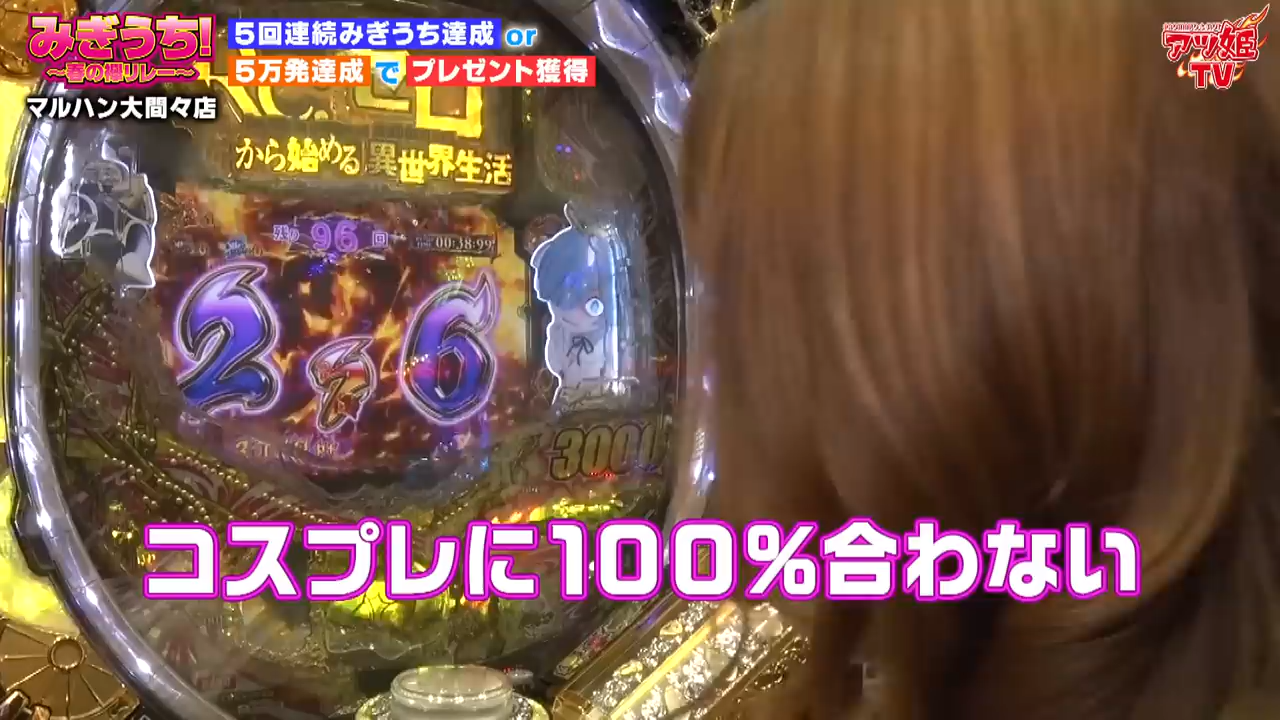 みぎうち!
～春の襷リレー～
マルハン大間々店
5回連続みぎうち達成 or
5万発達成でプレゼント獲得
アツ姫
TV
から始める異世界生活
残り96回
00:38:99
2
7
6
3000
コスプレに100%合わない